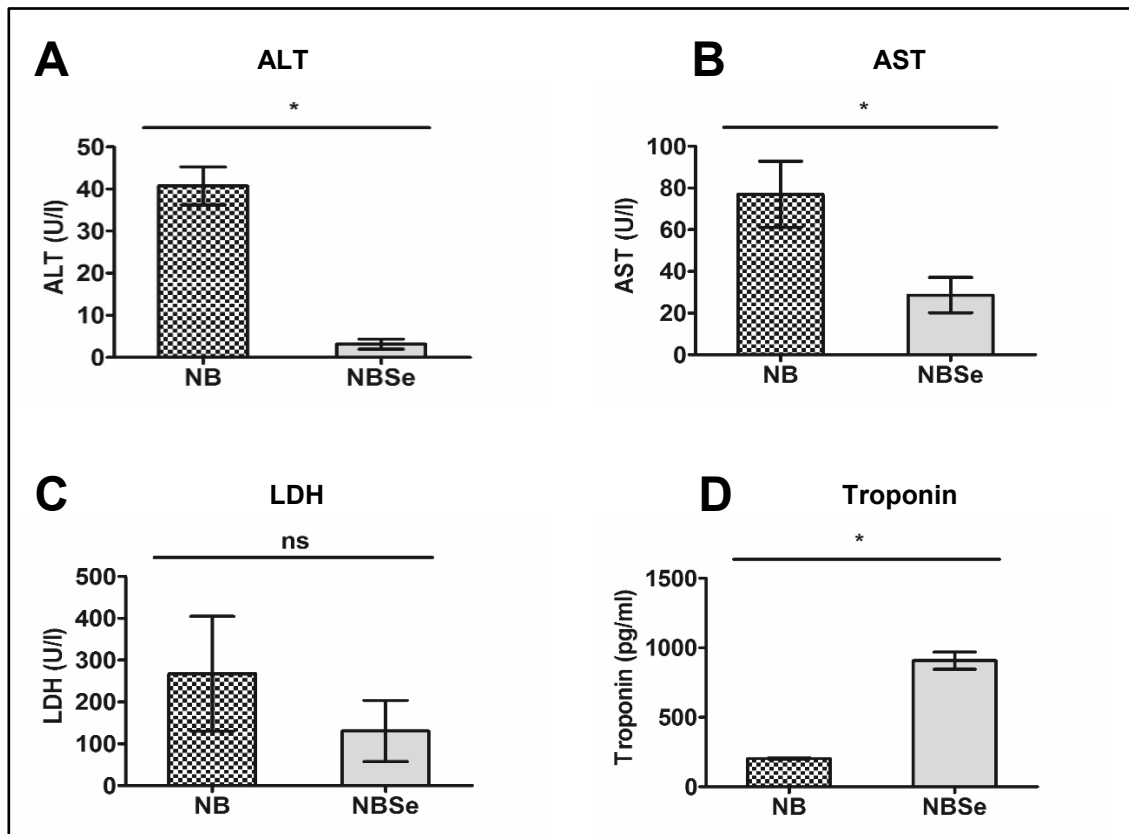 A
ALT
*
ALT (U/l)
50
40
30
20
10
0
NB
NBSe
B
AST
*
AST (U/l)
100
80
60
40
20
0
NB
NBSe
C
LDH
ns
LDH (U/l)
500
400
300
200
100
0
NB
NBSe
D
Troponin
*
Troponin (pg/ml)
1500
1000
500
0
NB
NBSe